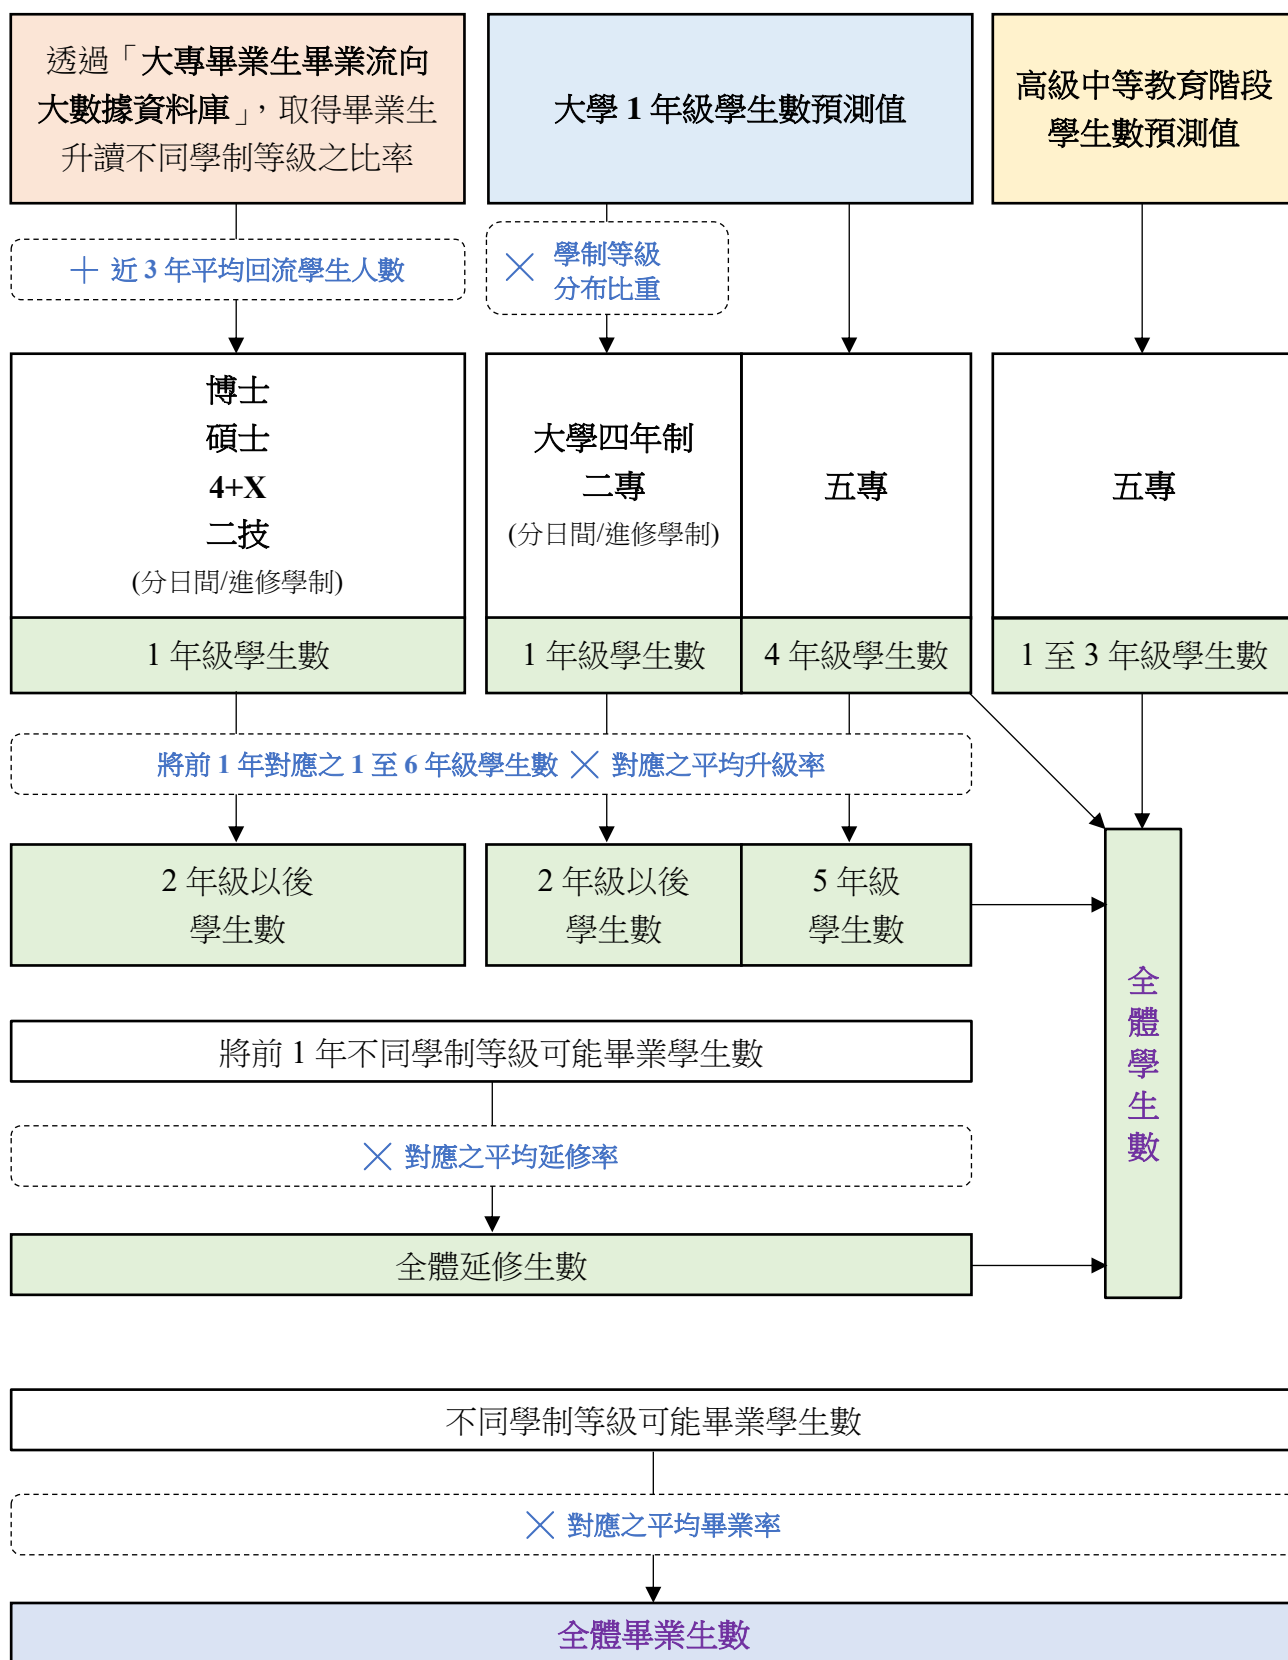 透過「大專畢業生畢業流向
大數據資料庫」，取得畢業生
升讀不同學制等級之比率
大學 1 年級學生數預測值
高級中等教育階段
學生數預測值
＋ 近 3 年平均回流學生人數
╳ 學制等級
分布比重
博士
碩士
4+X
二技
(分日間/進修學制)
大學四年制
二專
(分日間/進修學制)
五專
五專
1 年級學生數
1 年級學生數
4 年級學生數
1 至 3 年級學生數
將前 1 年對應之 1 至 6 年級學生數 ╳ 對應之平均升級率
2 年級以後
學生數
2 年級以後
學生數
5 年級
學生數
全體學生數
將前 1 年不同學制等級可能畢業學生數
╳ 對應之平均延修率
全體延修生數
不同學制等級可能畢業學生數
╳ 對應之平均畢業率
全體畢業生數